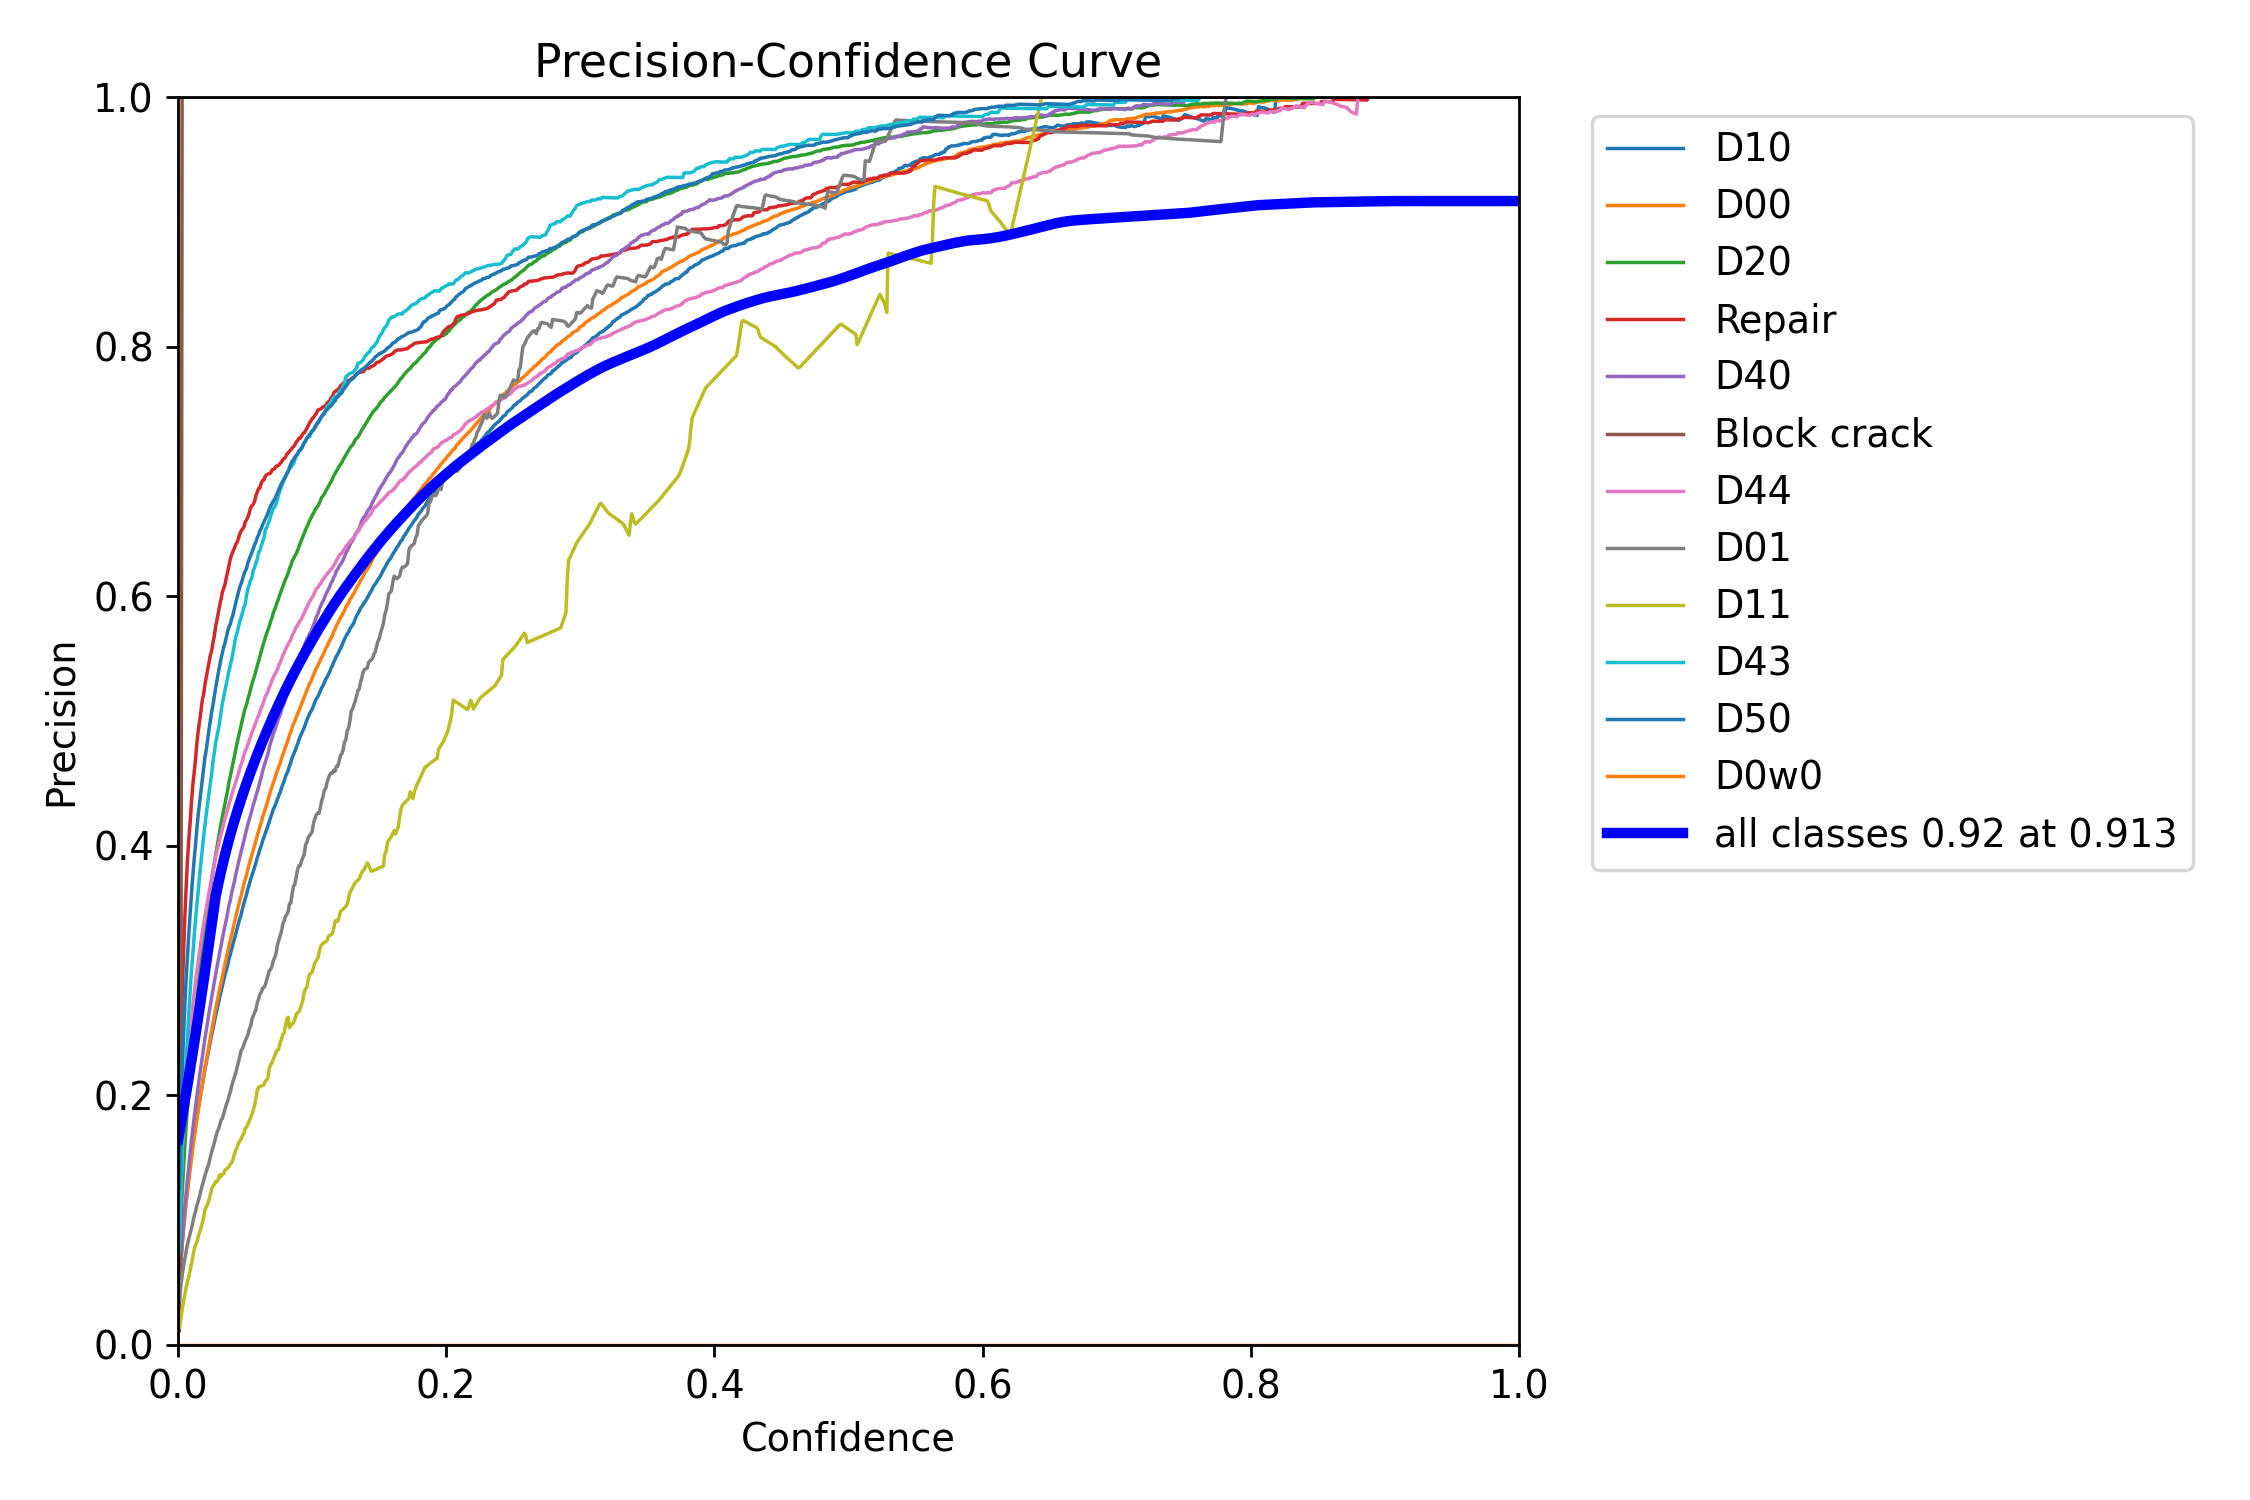 Precision-Confidence Curve
1.0
0.8
0.6
0.4
0.2
0.0
Precision
0.0 0.2 0.4 0.6 0.8 1.0
Confidence
D10
D00
D20
Repair
D40
Block crack
D44
D01
D11
D43
D50
D0w0
all classes 0.92 at 0.913